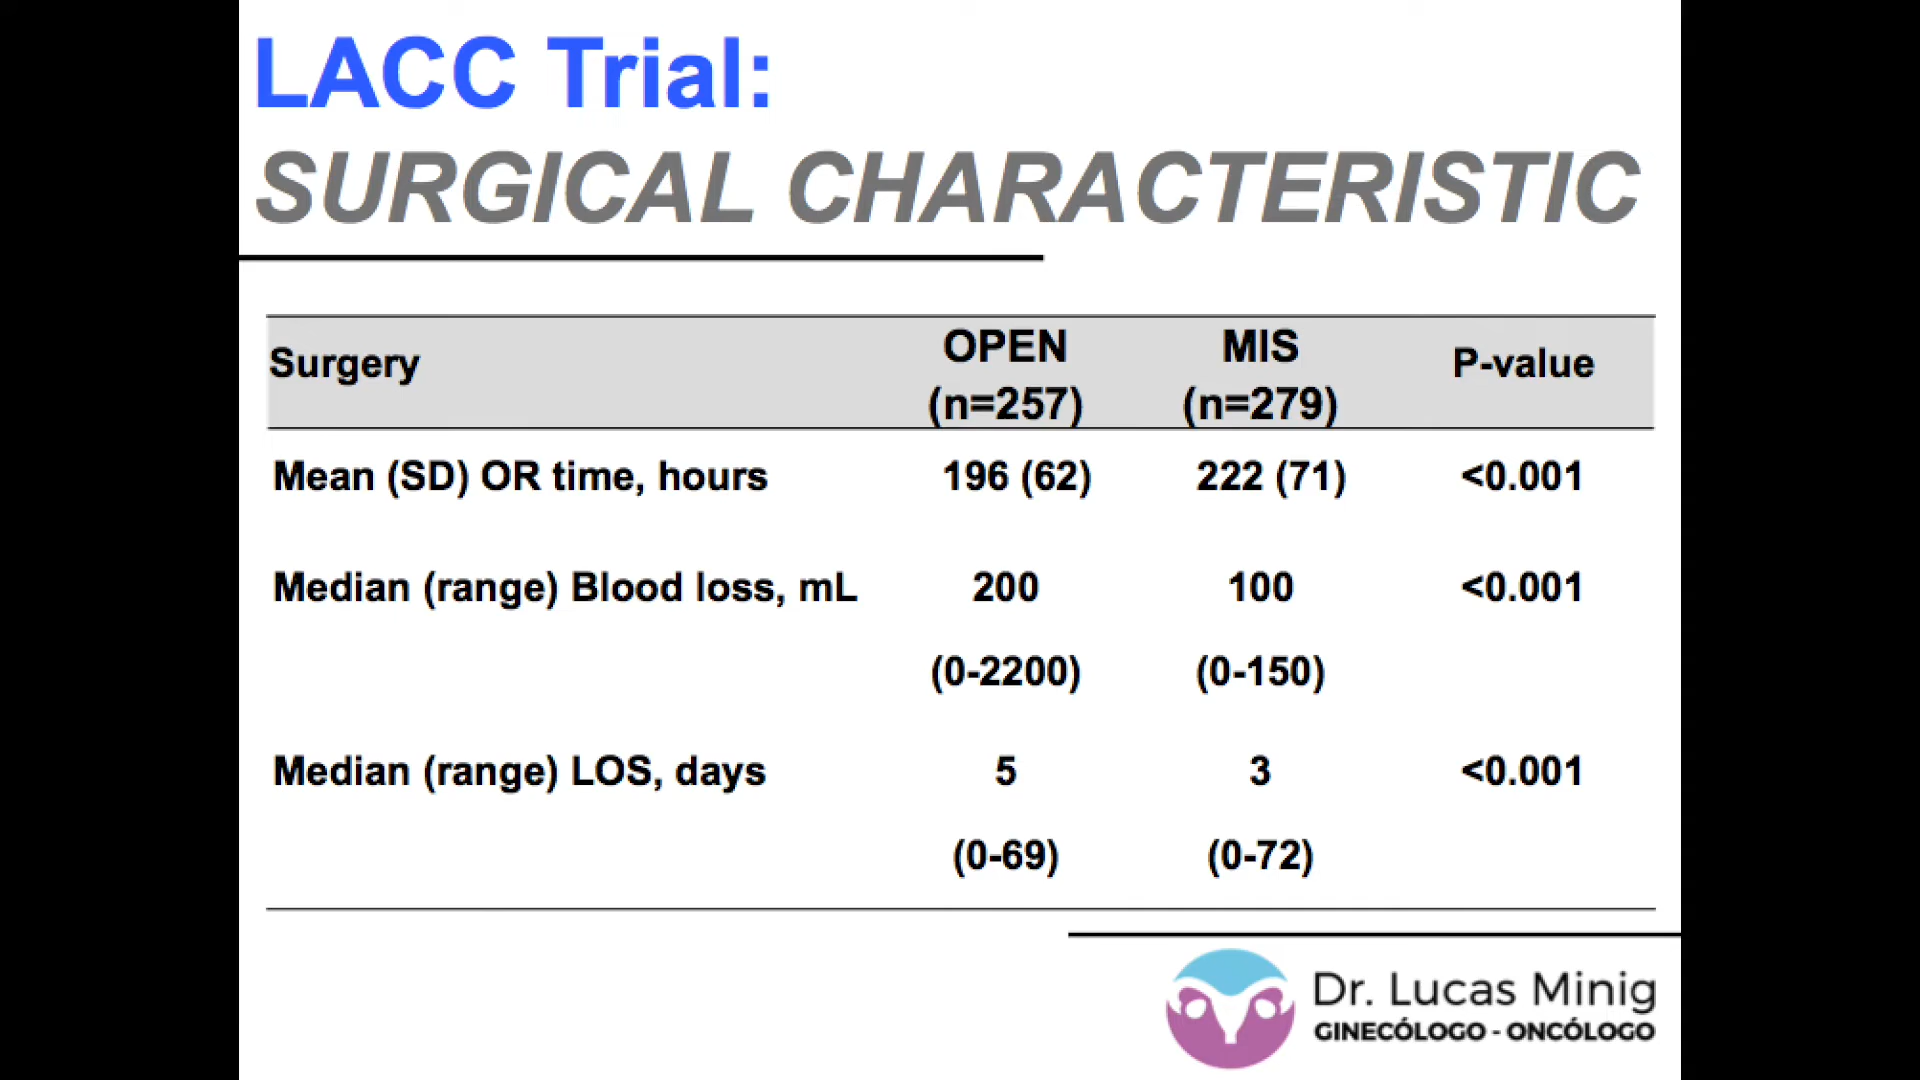 LACC Trial:
SURGICAL CHARACTERISTIC
Surgery OPEN (n=257) MIS (n=279) P-value
Mean (SD) OR time, hours 196 (62) 222 (71) <0.001
Median (range) Blood loss, mL 200 100 <0.001
(0-2200) (0-150)
Median (range) LOS, days 5 3 <0.001
(0-69) (0-72)
Dr. Lucas Minig
GINECÓLOGO - ONCÓLOGO